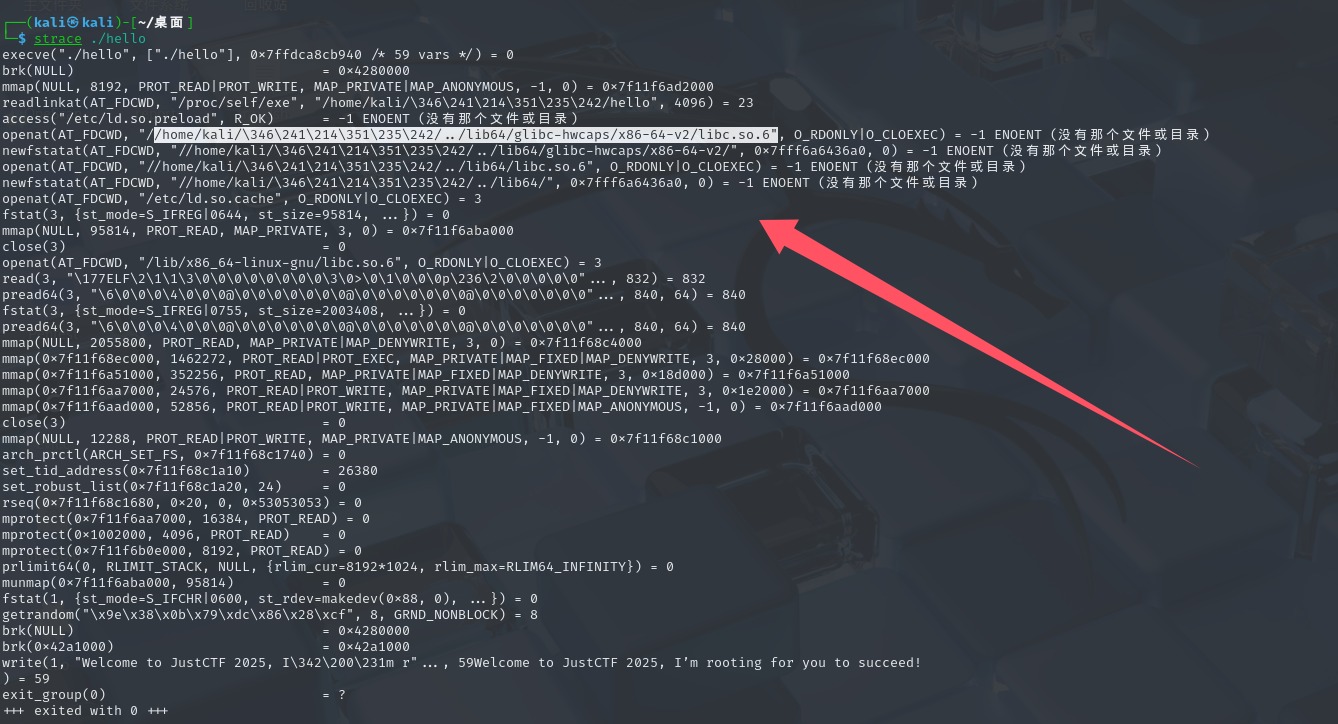 ┌──(kali㉿kali)-[~/桌面]
└─$ strace ./hello
execve("./hello", ["./hello"], 0×7ffdca8cb940 /* 59 vars */) = 0
brk(NULL) = 0×4280000
mmap(NULL, 8192, PROT_READ|PROT_WRITE, MAP_PRIVATE|MAP_ANONYMOUS, -1, 0) = 0×7f11f6ad2000
readlinkat(AT_FDCWD, "/proc/self/exe", "/home/kali/\346\241\214\351\235\242/hello", 4096) = 23
access("/etc/ld.so.preload", R_OK) = -1 ENOENT (没有那个文件或目录)
openat(AT_FDCWD, "//home/kali/\346\241\214\351\235\242/../lib64/glibc-hwcaps/x86-64-v2/libc.so.6", O_RDONLY|O_CLOEXEC) = -1 ENOENT (没有那个文件或目录)
newfstatat(AT_FDCWD, "//home/kali/\346\241\214\351\235\242/../lib64/glibc-hwcaps/x86-64-v2/", 0×7fff6a6436a0, 0) = -1 ENOENT (没有那个文件或目录)
openat(AT_FDCWD, "//home/kali/\346\241\214\351\235\242/../lib64/libc.so.6", O_RDONLY|O_CLOEXEC) = -1 ENOENT (没有那个文件或目录)
newfstatat(AT_FDCWD, "//home/kali/\346\241\214\351\235\242/../lib64/", 0×7fff6a6436a0, 0) = -1 ENOENT (没有那个文件或目录)
openat(AT_FDCWD, "/etc/ld.so.cache", O_RDONLY|O_CLOEXEC) = 3
fstat(3, {st_mode=S_IFREG|0644, st_size=95814, ...}) = 0
mmap(NULL, 95814, PROT_READ, MAP_PRIVATE, 3, 0) = 0×7f11f6aba000
close(3) = 0
openat(AT_FDCWD, "/lib/x86_64-linux-gnu/libc.so.6", O_RDONLY|O_CLOEXEC) = 3
read(3, "\177ELF\2\1\1\3\0\0\0\0\0\0\0\0\3\0>\0\1\0\0\0p\236\2\0\0\0\0\0"..., 832) = 832
pread64(3, "\6\0\0\0\4\0\0\0@\0\0\0\0\0\0\0@\0\0\0\0\0\0\0@\0\0\0\0\0\0\0"..., 840, 64) = 840
fstat(3, {st_mode=S_IFREG|0755, st_size=2003408, ...}) = 0
pread64(3, "\6\0\0\0\4\0\0\0@\0\0\0\0\0\0\0@\0\0\0\0\0\0\0@\0\0\0\0\0\0\0"..., 840, 64) = 840
mmap(NULL, 2055800, PROT_READ, MAP_PRIVATE|MAP_DENYWRITE, 3, 0) = 0×7f11f68c4000
mmap(0×7f11f68ec000, 1462272, PROT_READ|PROT_EXEC, MAP_PRIVATE|MAP_FIXED|MAP_DENYWRITE, 3, 0×28000) = 0×7f11f68ec000
mmap(0×7f11f6a51000, 352256, PROT_READ, MAP_PRIVATE|MAP_FIXED|MAP_DENYWRITE, 3, 0×18d000) = 0×7f11f6a51000
mmap(0×7f11f6aa7000, 24576, PROT_READ|PROT_WRITE, MAP_PRIVATE|MAP_FIXED|MAP_DENYWRITE, 3, 0×1e2000) = 0×7f11f6aa7000
mmap(0×7f11f6aad000, 52856, PROT_READ|PROT_WRITE, MAP_PRIVATE|MAP_FIXED|MAP_ANONYMOUS, -1, 0) = 0×7f11f6aad000
close(3) = 0
mmap(NULL, 12288, PROT_READ|PROT_WRITE, MAP_PRIVATE|MAP_ANONYMOUS, -1, 0) = 0×7f11f68c1000
arch_prctl(ARCH_SET_FS, 0×7f11f68c1740) = 0
set_tid_address(0×7f11f68c1a10) = 26380
set_robust_list(0×7f11f68c1a20, 24) = 0
rseq(0×7f11f68c1680, 0×20, 0, 0×53053053) = 0
mprotect(0×7f11f6aa7000, 16384, PROT_READ) = 0
mprotect(0×1002000, 4096, PROT_READ) = 0
mprotect(0×7f11f6b0e000, 8192, PROT_READ) = 0
prlimit64(0, RLIMIT_STACK, NULL, {rlim_cur=8192*1024, rlim_max=RLIM64_INFINITY}) = 0
munmap(0×7f11f6aba000, 95814) = 0
fstat(1, {st_mode=S_IFCHR|0600, st_rdev=makedev(0×88, 0), ...}) = 0
getrandom("\x9e\x38\x0b\x79\xdc\x86\x28\xcf", 8, GRND_NONBLOCK) = 8
brk(NULL) = 0×4280000
brk(0×42a1000) = 0×42a1000
write(1, "Welcome to JustCTF 2025, I\342\200\231m r"..., 59Welcome to JustCTF 2025, I’m rooting for you to succeed!
) = 59
exit_group(0) = ?
+++ exited with 0 +++